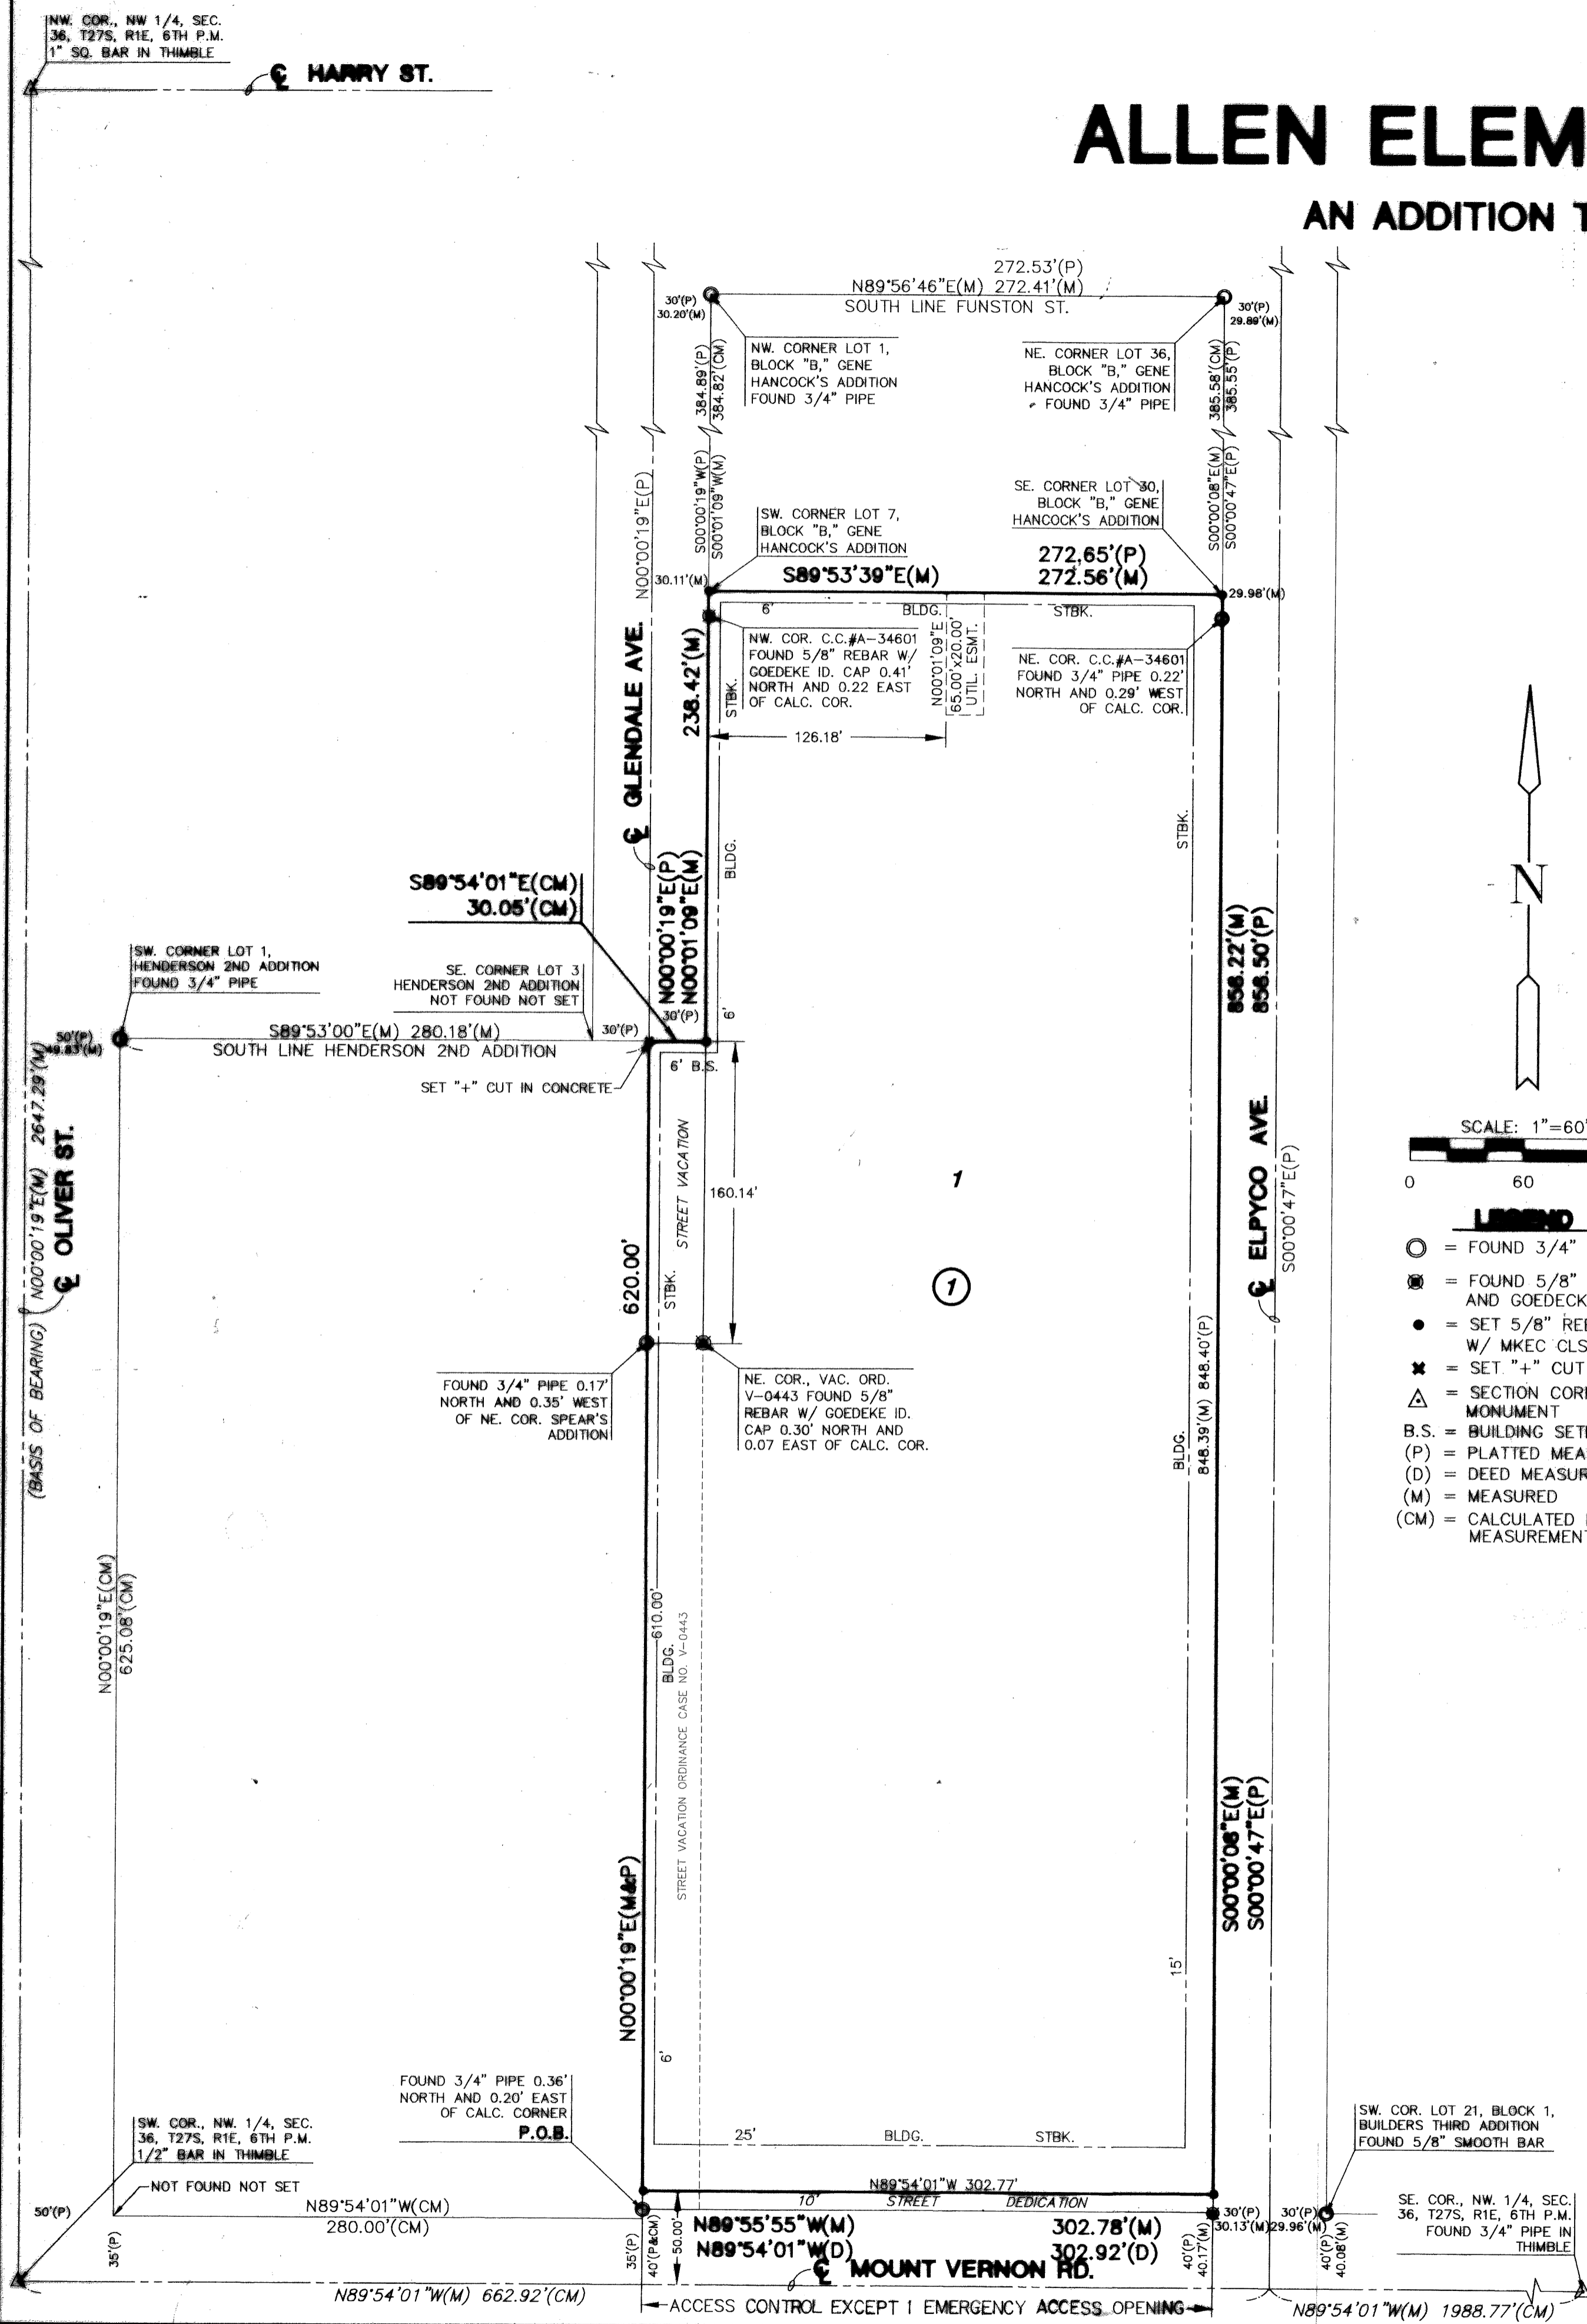 NW. COR., NW 1/4, SEC.
36, T27S, R1E, 6TH P.M.
1" SQ. BAR IN THIMBLE
℄ HARRY ST.
ALLEN ELEM
AN ADDITION T
272.53'(P)
N89°56'46"E(M) 272.41'(M)
SOUTH LINE FUNSTON ST.
30'(P)
30.20'(M)
30'(P)
29.89'(M)
NW. CORNER LOT 1,
BLOCK "B," GENE
HANCOCK'S ADDITION
FOUND 3/4" PIPE
NE. CORNER LOT 36,
BLOCK "B," GENE
HANCOCK'S ADDITION
FOUND 3/4" PIPE
384.89'(P)
384.82'(CM)
385.58'(CM)
385.55'(P)
S00°00'19"W(P)
S00°01'09"W(M)
S00°00'08"E(M)
S00°00'47"E(P)
N00°00'19"E(P)
SW. CORNER LOT 7,
BLOCK "B," GENE
HANCOCK'S ADDITION
SE. CORNER LOT 30,
BLOCK "B," GENE
HANCOCK'S ADDITION
272.65'(P)
S89°53'39"E(M) 272.56'(M)
30.11'(M)
29.98'(M)
6' BLDG. STBK.
NW. COR. C.C.#A-34601
FOUND 5/8" REBAR W/
GOEDEKE ID. CAP 0.41'
NORTH AND 0.22 EAST
OF CALC. COR.
N00°01'09"E
65.00'x20.00'
UTIL. ESMT.
NE. COR. C.C.#A-34601
FOUND 3/4" PIPE 0.22'
NORTH AND 0.29' WEST
OF CALC. COR.
126.18'
238.42'(M)
STBK.
BLDG.
6'
STBK.
℄ GLENDALE AVE.
N00°00'19"E(P)
N00°01'09"E(M)
S89°54'01"E(CM)
30.05'(CM)
858.22'(M)
858.50'(P)
N
SW. CORNER LOT 1,
HENDERSON 2ND ADDITION
FOUND 3/4" PIPE
SE. CORNER LOT 3
HENDERSON 2ND ADDITION
NOT FOUND NOT SET
50'(P)
49.83'(M)
S89°53'00"E(M) 280.18'(M)
SOUTH LINE HENDERSON 2ND ADDITION
30'(P)
30'(P)
SET "+" CUT IN CONCRETE
6' B.S.
STREET VACATION
STBK.
160.14'
620.00'
1
1
℄ ELPYCO AVE.
S00°00'47"E(P)
℄ OLIVER ST.
(BASIS OF BEARING) N00°00'19"E(M) 2647.29'(M)
SCALE: 1"=60'
0 60
LEGEND
= FOUND 3/4"
= FOUND 5/8"
AND GOEDECK
= SET 5/8" REB
W/ MKEC CLS
= SET "+" CUT
= SECTION COR
MONUMENT
B.S. = BUILDING SET
(P) = PLATTED MEA
(D) = DEED MEASUR
(M) = MEASURED
(CM) = CALCULATED
MEASUREMEN
FOUND 3/4" PIPE 0.17'
NORTH AND 0.35' WEST
OF NE. COR. SPEAR'S
ADDITION
NE. COR., VAC. ORD.
V-0443 FOUND 5/8"
REBAR W/ GOEDEKE ID.
CAP 0.30' NORTH AND
0.07 EAST OF CALC. COR.
BLDG.
848.39'(M) 848.40'(P)
N00°00'19"E(CM)
625.08'(CM)
610.00'
BLDG.
STREET VACATION ORDINANCE CASE NO. V-0443
N00°00'19"E(M&P)
6'
15'
S00°00'08"E(M)
S00°00'47"E(P)
FOUND 3/4" PIPE 0.36'
NORTH AND 0.20' EAST
OF CALC. CORNER
P.O.B.
SW. COR., NW. 1/4, SEC.
36, T27S, R1E, 6TH P.M.
1/2" BAR IN THIMBLE
SW. COR. LOT 21, BLOCK 1,
BUILDERS THIRD ADDITION
FOUND 5/8" SMOOTH BAR
25' BLDG. STBK.
NOT FOUND NOT SET
N89°54'01"W 302.77'
10' STREET DEDICATION
50'(P)
35'(P)
N89°54'01"W(CM)
280.00'(CM)
35'(P)
40'(P&CM)
50.00'
N89°55'55"W(M) 302.78'(M)
N89°54'01"W(D) 302.92'(D)
40'(P)
40.17'(M)
30'(P)
30.13'(M)
30'(P)
29.96'(M)
40'(P)
40.08'(M)
SE. COR., NW. 1/4, SEC.
36, T27S, R1E, 6TH P.M.
FOUND 3/4" PIPE IN
THIMBLE
℄ MOUNT VERNON RD.
N89°54'01"W(M) 662.92'(CM)
ACCESS CONTROL EXCEPT 1 EMERGENCY ACCESS OPENING
N89°54'01"W(M) 1988.77'(CM)